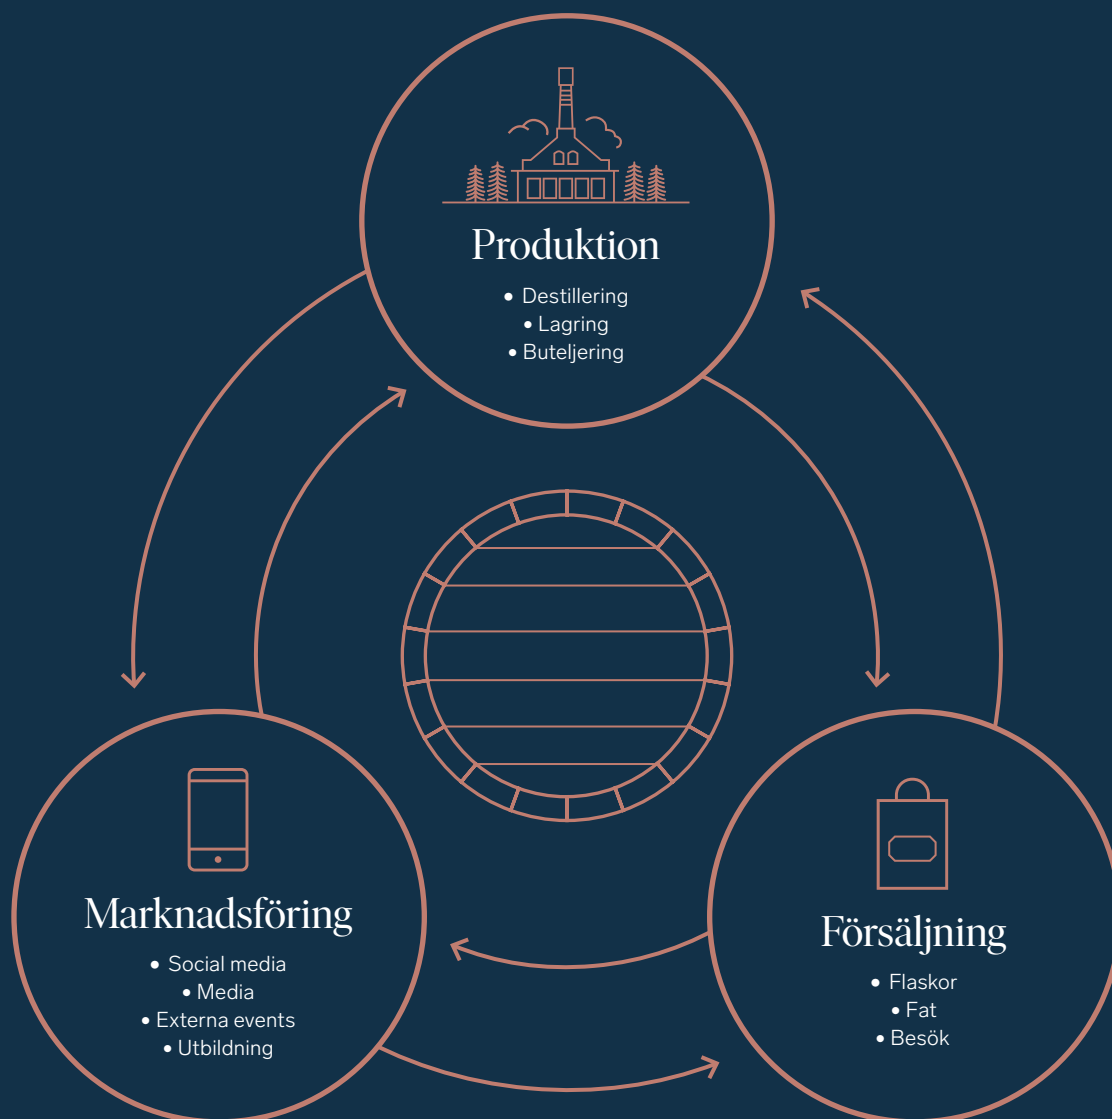 Produktion
• Destillering
• Lagring
• Buteljering
Marknadsföring
• Social media
• Media
• Externa events
• Utbildning
Försäljning
• Flaskor
• Fat
• Besök